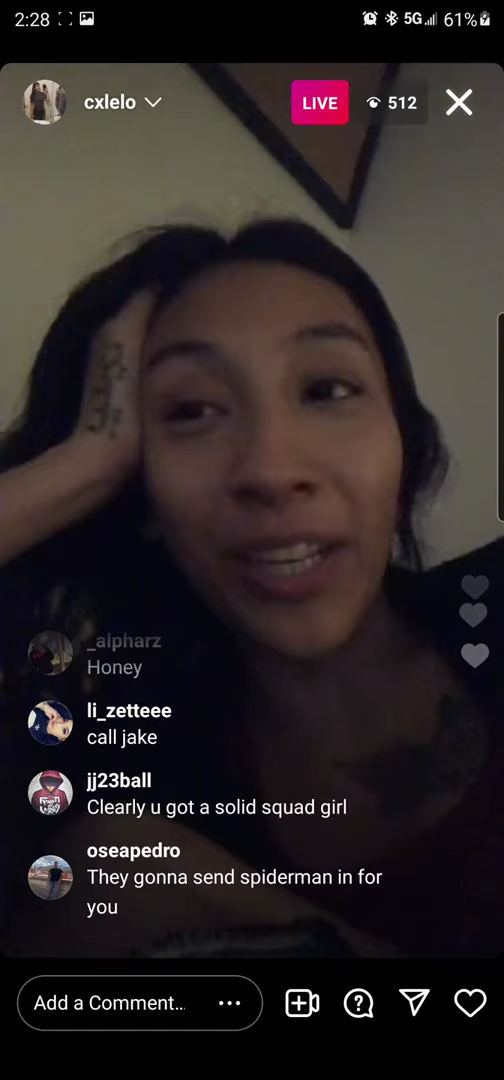 2:28
5G 61%
cxlelo
LIVE
512
_alpharz
Honey
li_zetteee
call jake
jj23ball
Clearly u got a solid squad girl
oseapedro
They gonna send spiderman in for
you
Add a Comment...